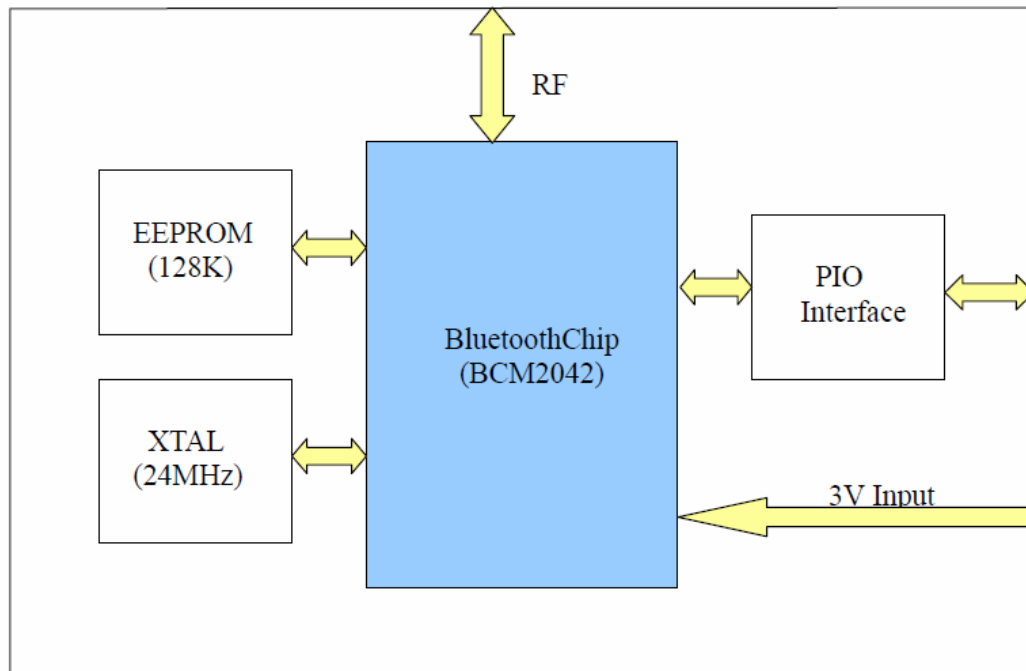 RF
EEPROM
(128K)
BluetoothChip
(BCM2042)
PIO
Interface
XTAL
(24MHz)
3V Input